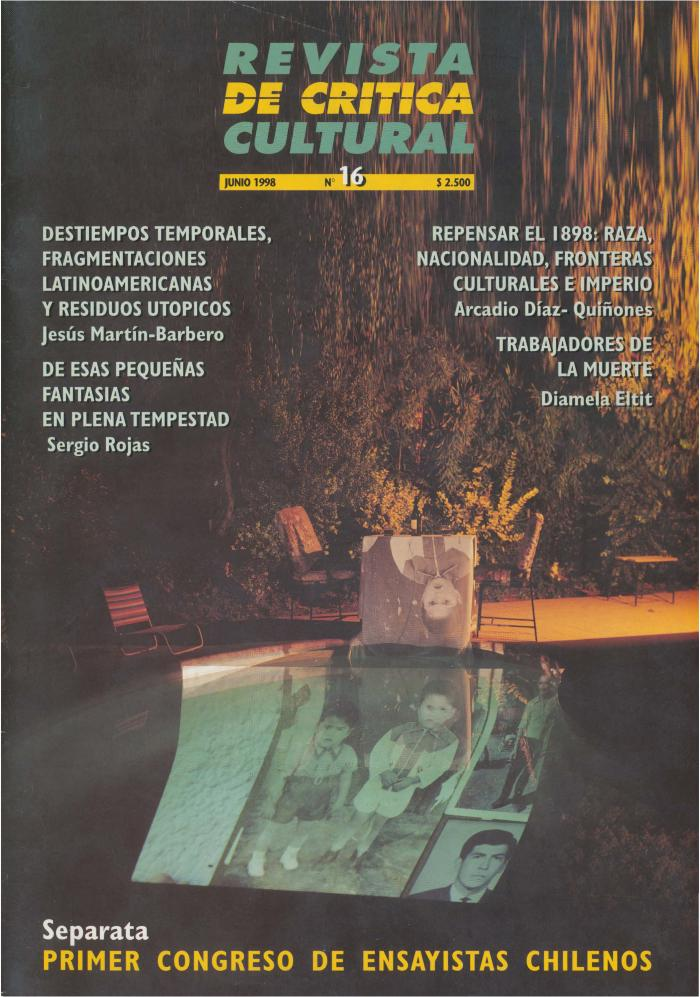 REVISTA
DE CRITICA
CULTURAL
JUNIO 1998 N° 16 $ 2.500
DESTIEMPOS TEMPORALES,
FRAGMENTACIONES
LATINOAMERICANAS
Y RESIDUOS UTOPICOS
Jesús Martín-Barbero
DE ESAS PEQUEÑAS
FANTASIAS
EN PLENA TEMPESTAD
Sergio Rojas
REPENSAR EL 1898: RAZA,
NACIONALIDAD, FRONTERAS
CULTURALES E IMPERIO
Arcadio Díaz- Quiñones
TRABAJADORES DE
LA MUERTE
Diamela Eltit
Separata
PRIMER CONGRESO DE ENSAYISTAS CHILENOS